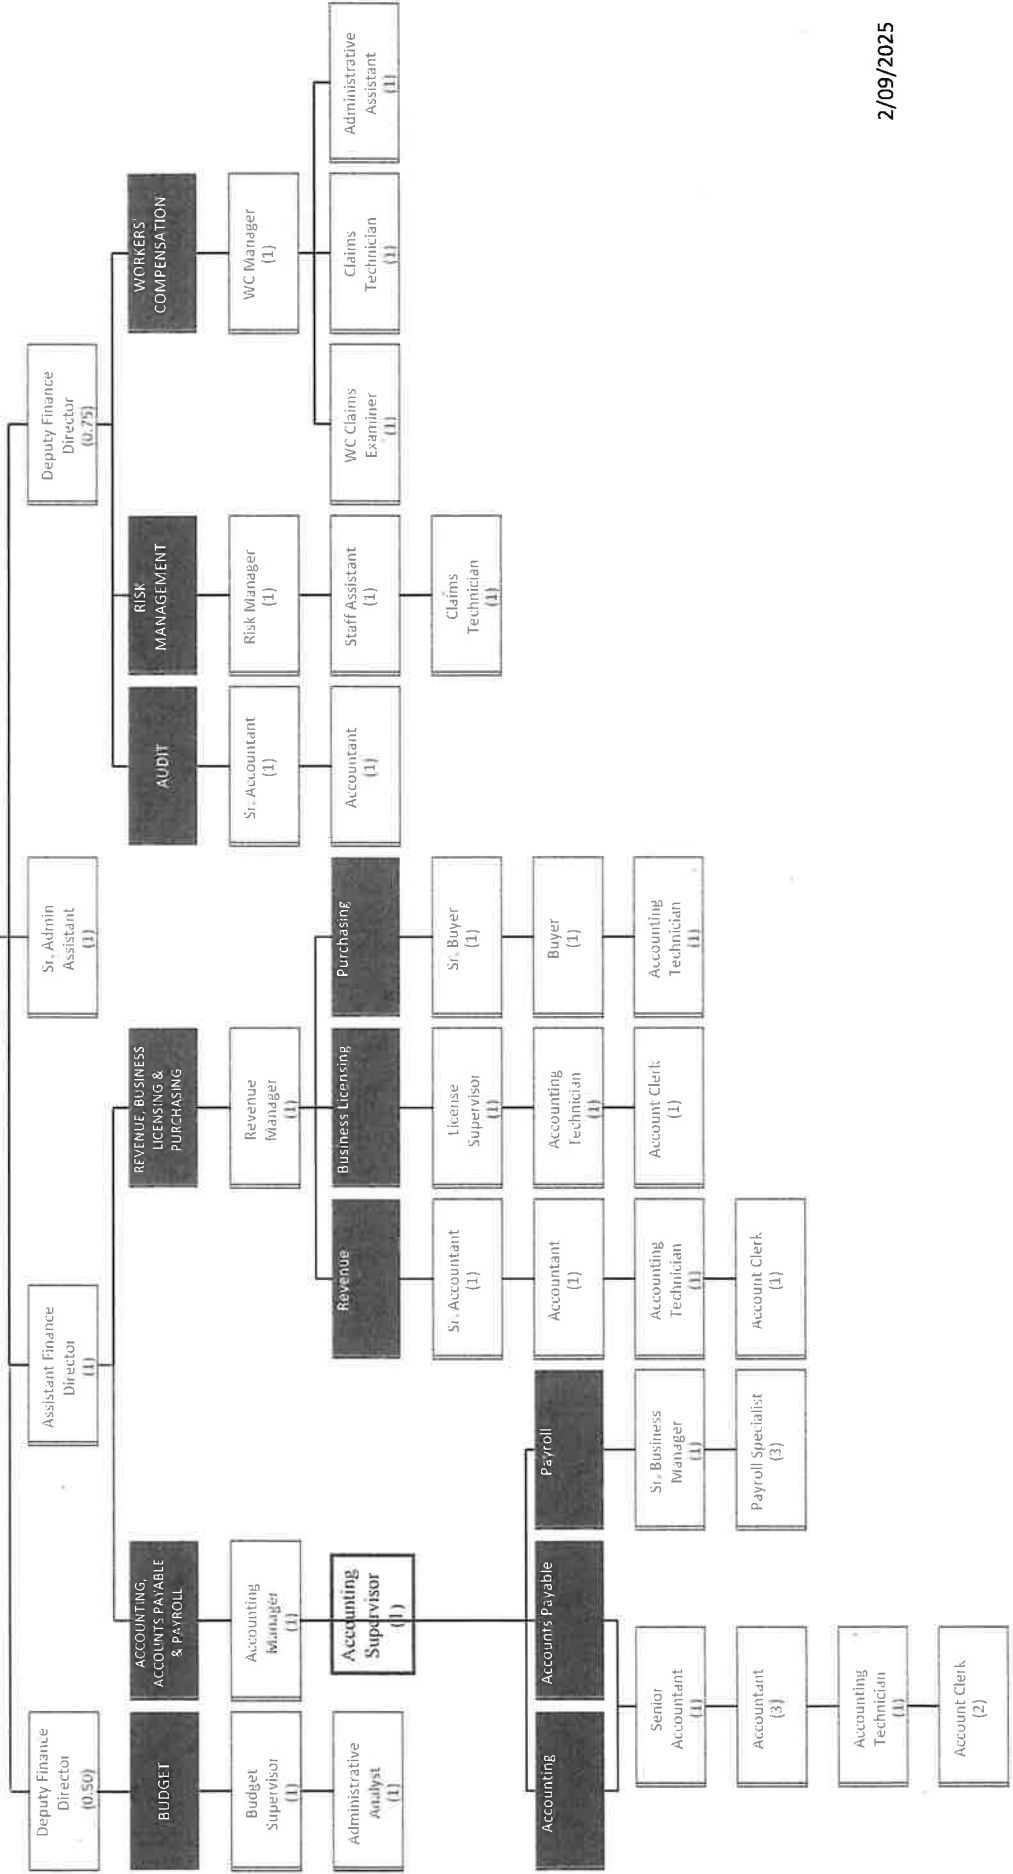 Deputy Finance
Director
(0.50)
Assistant Finance
Director
(1)
Sr. Admin
Assistant
(1)
Deputy Finance
Director
(0.75)
BUDGET
ACCOUNTING,
ACCOUNTS PAYABLE
& PAYROLL
REVENUE, BUSINESS
LICENSING &
PURCHASING
AUDIT
RISK
MANAGEMENT
WORKERS'
COMPENSATION
Budget
Supervisor
(1)
Accounting
Manager
(1)
Revenue
Manager
(1)
Sr. Accountant
(1)
Risk Manager
(1)
WC Manager
(1)
Administrative
Analyst
(1)
Accounting
Supervisor
(1)
Revenue
Business Licensing
Purchasing
Accountant
(1)
Staff Assistant
(1)
WC Claims
Examiner
(1)
Claims
Technician
(1)
Administrative
Assistant
(1)
Sr. Accountant
(1)
License
Supervisor
(1)
Sr. Buyer
(1)
Claims
Technician
(1)
Accounting
Accounts Payable
Payroll
Accountant
(1)
Accounting
Technician
(1)
Buyer
(1)
Senior
Accountant
(1)
Sr. Business
Manager
(1)
Accounting
Technician
(1)
Account Clerk
(1)
Accounting
Technician
(1)
Accountant
(3)
Payroll Specialist
(3)
Account Clerk
(1)
Accounting
Technician
(1)
Account Clerk
(2)
2/09/2025